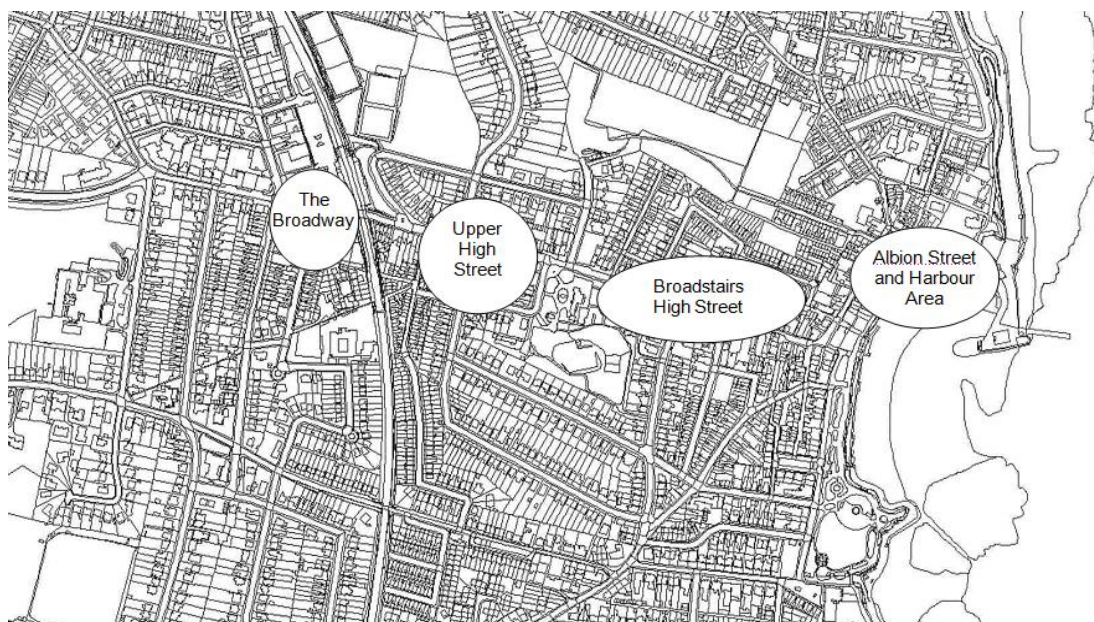 The
Broadway
Upper
High
Street
Broadstairs
High Street
Albion Street
and Harbour
Area